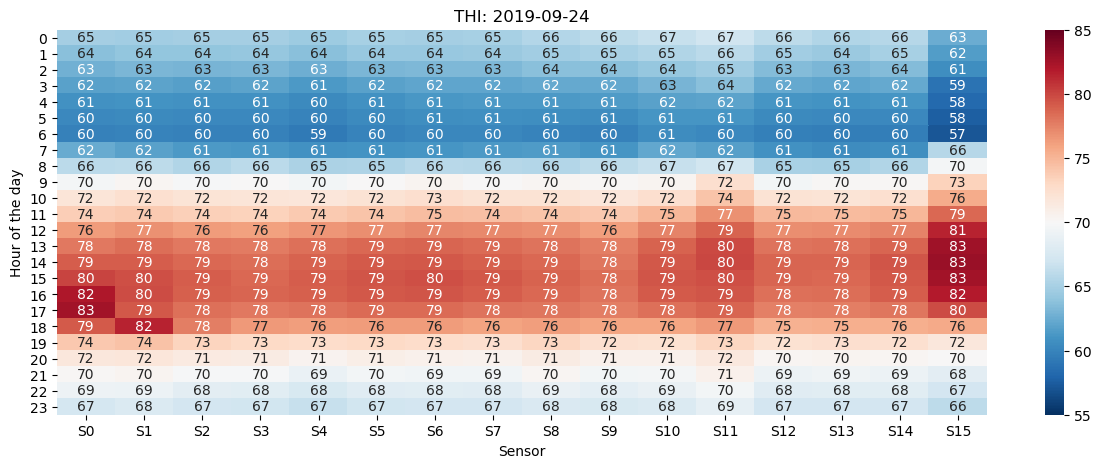 THI: 2019-09-24
0 65 65 65 65 65 65 65 65 66 66 67 67 66 66 66 63
1 64 64 64 64 64 64 64 64 65 65 65 66 65 64 65 62
2 63 63 63 63 63 63 63 63 64 64 64 65 63 63 64 61
3 62 62 62 62 61 62 62 62 62 62 63 64 62 62 62 59
4 61 61 61 61 60 61 61 61 61 61 62 62 61 61 61 58
5 60 60 60 60 60 60 61 61 61 61 61 61 60 60 60 58
6 60 60 60 60 59 60 60 60 60 60 61 60 60 60 60 57
7 62 62 61 61 61 61 61 61 61 61 62 62 61 61 61 66
8 66 66 66 66 65 65 66 66 66 66 67 67 65 65 66 70
9 70 70 70 70 70 70 70 70 70 70 70 72 70 70 70 73
10 72 72 72 72 72 72 73 72 72 72 72 74 72 72 72 76
11 74 74 74 74 74 74 75 74 74 74 75 77 75 75 75 79
12 76 77 76 76 77 77 77 77 77 76 77 79 77 77 77 81
13 78 78 78 78 78 78 79 79 78 78 79 80 78 78 79 83
14 79 79 79 79 79 79 79 79 79 78 79 80 79 79 79 83
15 80 80 79 79 79 79 80 79 79 78 79 80 79 79 79 83
16 82 80 79 79 79 79 79 79 79 78 79 79 78 78 79 82
17 83 79 78 78 78 78 79 78 78 78 78 79 78 78 78 80
18 79 82 78 77 76 76 76 76 76 76 76 77 75 75 76 76
19 74 74 73 73 73 73 73 73 73 72 72 73 72 73 72 72
20 72 72 71 71 71 71 71 71 71 71 71 72 70 70 70 70
21 70 70 70 70 69 70 69 69 70 70 70 71 69 69 69 68
22 69 69 68 68 68 68 68 68 69 68 69 70 68 68 68 67
23 67 68 67 67 67 67 67 67 68 68 68 69 67 67 67 66
S0 S1 S2 S3 S4 S5 S6 S7 S8 S9 S10 S11 S12 S13 S14 S15
Sensor
Hour of the day
85
80
75
70
65
60
55